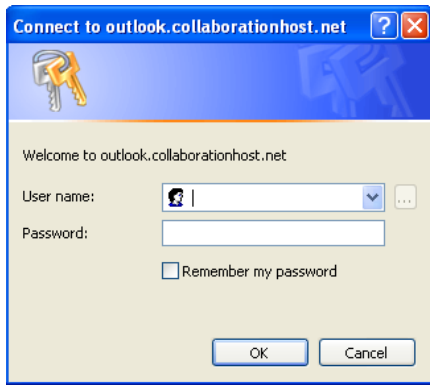 Connect to outlook.collaborationhost.net
Welcome to outlook.collaborationhost.net
User name:
...
Password:
Remember my password
OK Cancel